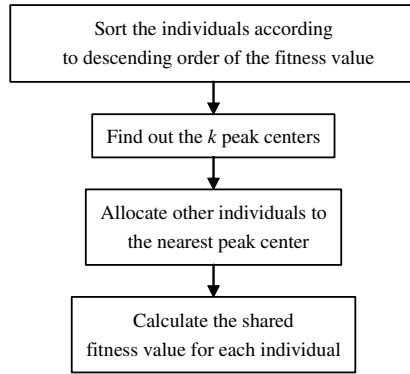 Sort the individuals according
to descending order of the fitness value
Find out the k peak centers
Allocate other individuals to
the nearest peak center
Calculate the shared
fitness value for each individual